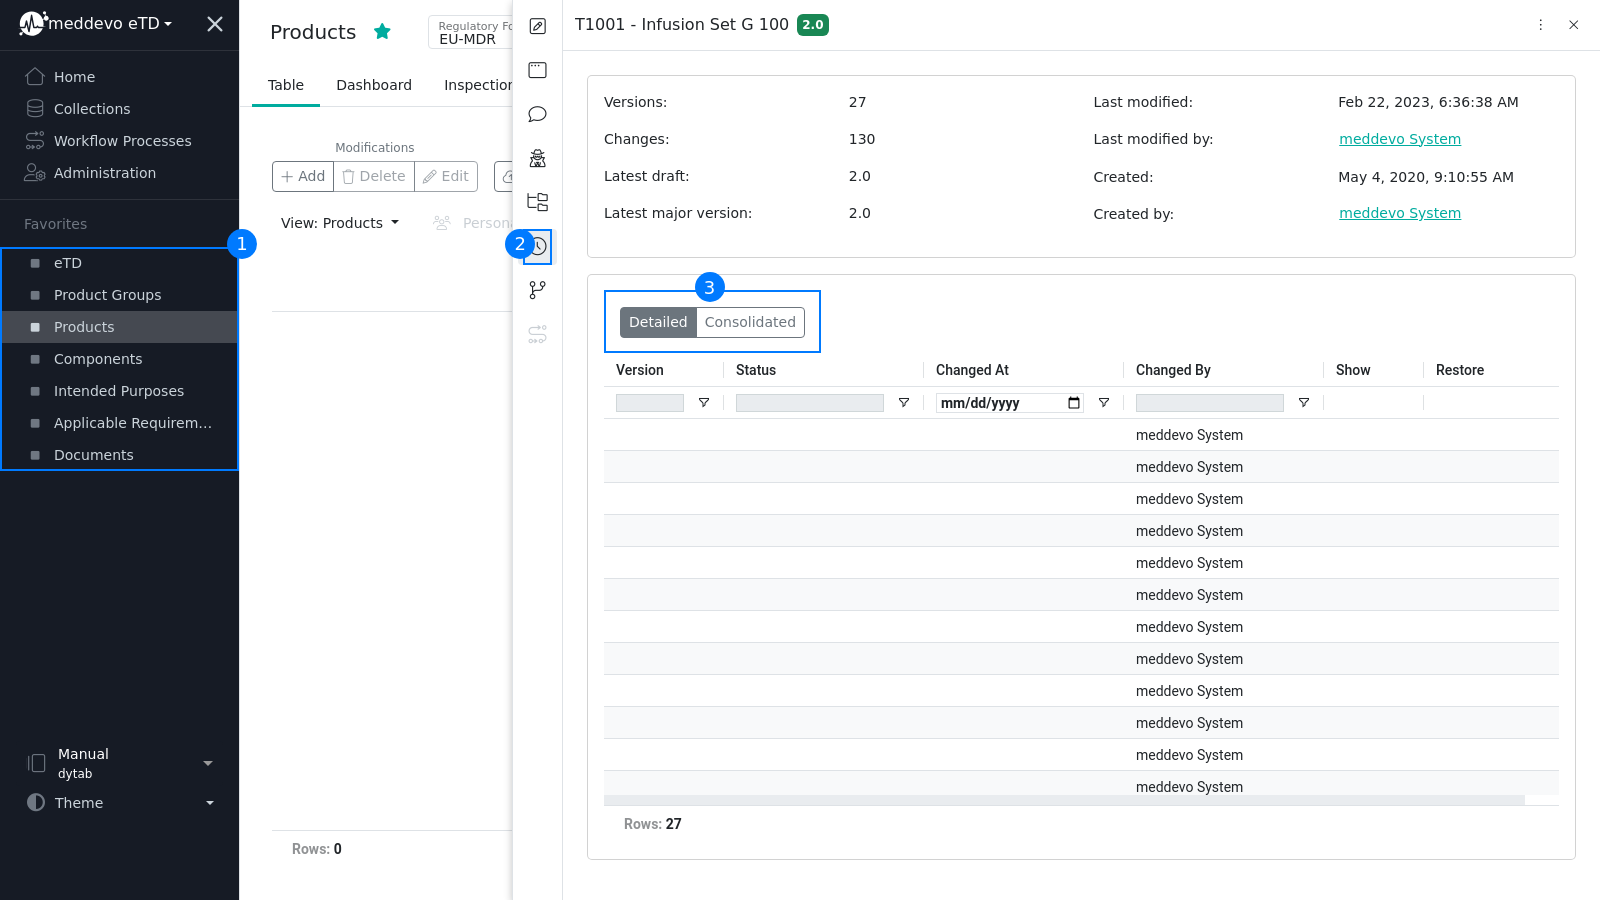 meddevo eTD
Home
Collections
Workflow Processes
Administration
Favorites
1
eTD
Product Groups
Products
Components
Intended Purposes
Applicable Requirem...
Documents
Manual
dytab
Theme
Products
Regulatory Fo
EU-MDR
Table Dashboard Inspection
Modifications
Add Delete Edit
View: Products
Persona
Rows: 0
2
T1001 - Infusion Set G 100 2.0
Versions: 27
Changes: 130
Latest draft: 2.0
Latest major version: 2.0
Last modified: Feb 22, 2023, 6:36:38 AM
Last modified by: meddevo System
Created: May 4, 2020, 9:10:55 AM
Created by: meddevo System
3
Detailed Consolidated
Version Status Changed At Changed By Show Restore
mm/dd/yyyy
meddevo System
meddevo System
meddevo System
meddevo System
meddevo System
meddevo System
meddevo System
meddevo System
meddevo System
meddevo System
meddevo System
meddevo System
Rows: 27